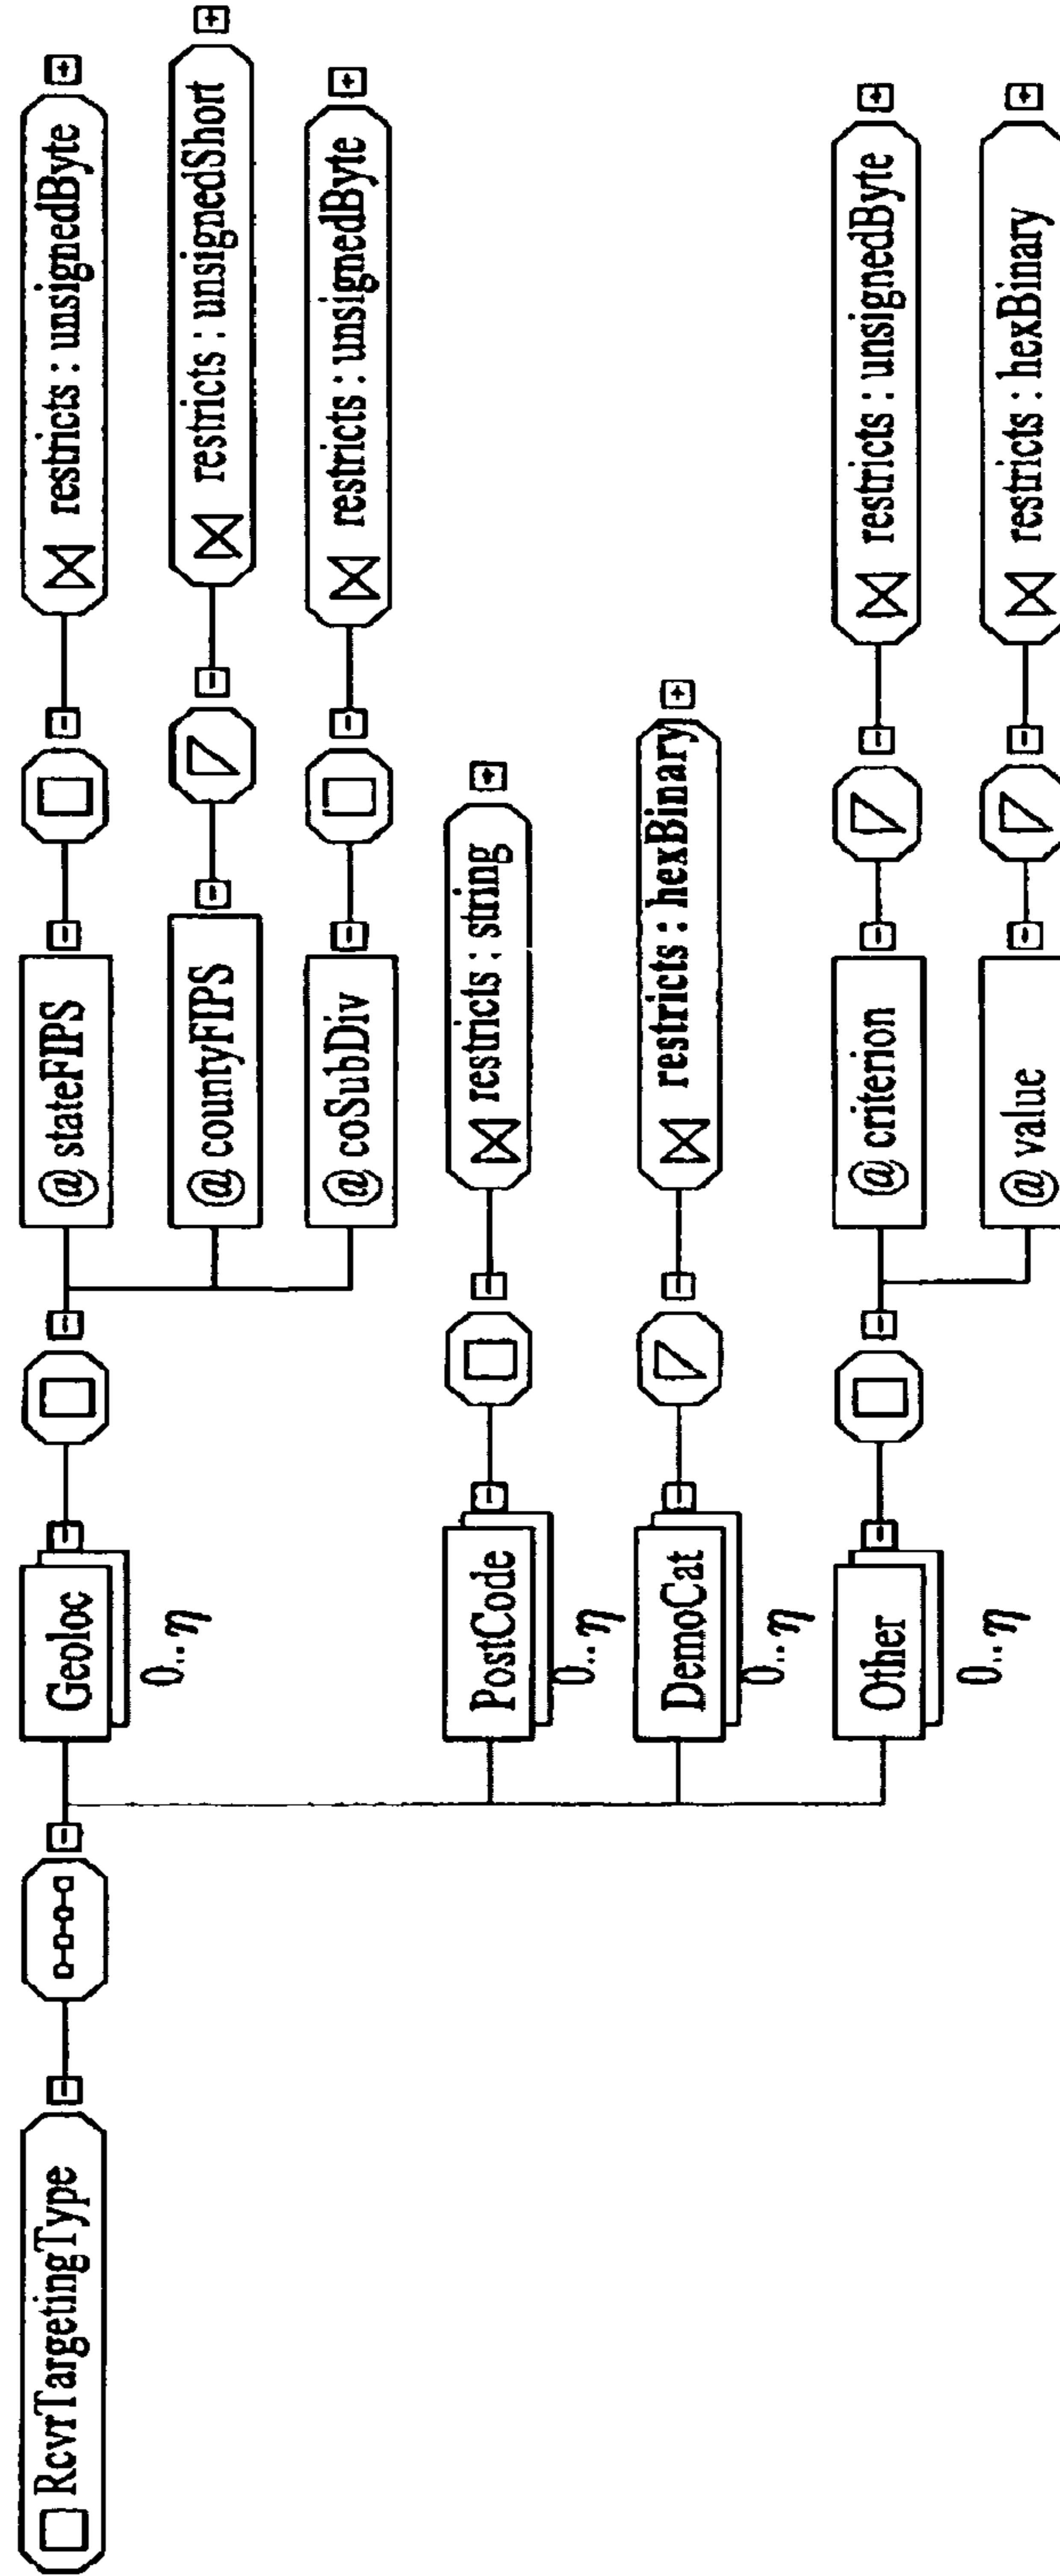 RcvrTargetingType
Geoloc
0..η
@ stateFIPS
restricts : unsignedByte
@ countyFIPS
restricts : unsignedShort
@ coSubDiv
restricts : unsignedByte
PostCode
0..η
restricts : string
DemoCat
0..η
restricts : hexBinary
Other
0..η
@ criterion
restricts : unsignedByte
@ value
restricts : hexBinary